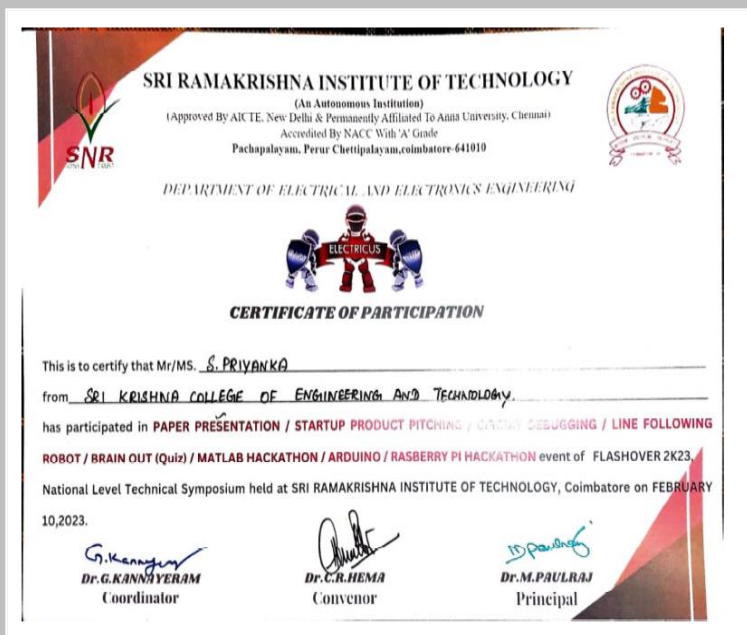 SRI RAMAKRISHNA INSTITUTE OF TECHNOLOGY
(An Autonomous Institution)
(Approved By AICTE, New Delhi & Permanently Affiliated To Anna University, Chennai)
Accredited By NACC With 'A' Grade
Pachapalayam, Perur Chettipalayam,coimbatore-641010
SNR
DEPARTMENT OF ELECTRICAL AND ELECTRONICS ENGINEERING
ELECTRICUS
CERTIFICATE OF PARTICIPATION
This is to certify that Mr/MS. S. PRIYANKA
from SRI KRISHNA COLLEGE OF ENGINEERING AND TECHNOLOGY.
has participated in PAPER PRESENTATION / STARTUP PRODUCT PITCHING / CIRCUIT DEBUGGING / LINE FOLLOWING
ROBOT / BRAIN OUT (Quiz) / MATLAB HACKATHON / ARDUINO / RASBERRY PI HACKATHON event of FLASHOVER 2K23,
National Level Technical Symposium held at SRI RAMAKRISHNA INSTITUTE OF TECHNOLOGY, Coimbatore on FEBRUARY
10,2023.
G.Kannayeram
Dr.G.KANNAYERAM Dr.C.R.HEMA Dr.M.PAULRAJ
Coordinator Convenor Principal